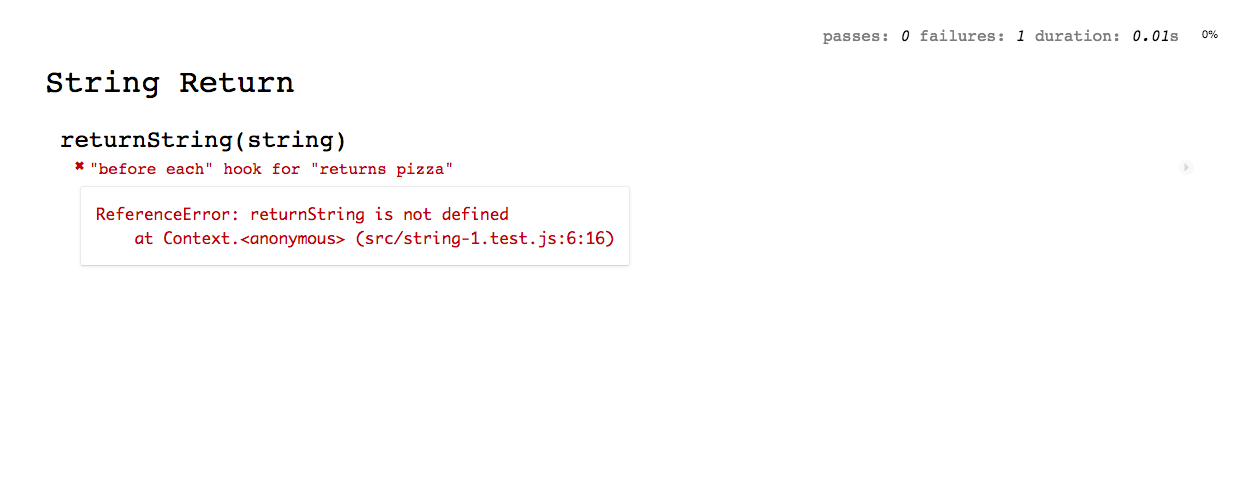 passes: 0 failures: 1 duration: 0.01s 0%
String Return
returnString(string)
✖ "before each" hook for "returns pizza"
ReferenceError: returnString is not defined
at Context.<anonymous> (src/string-1.test.js:6:16)